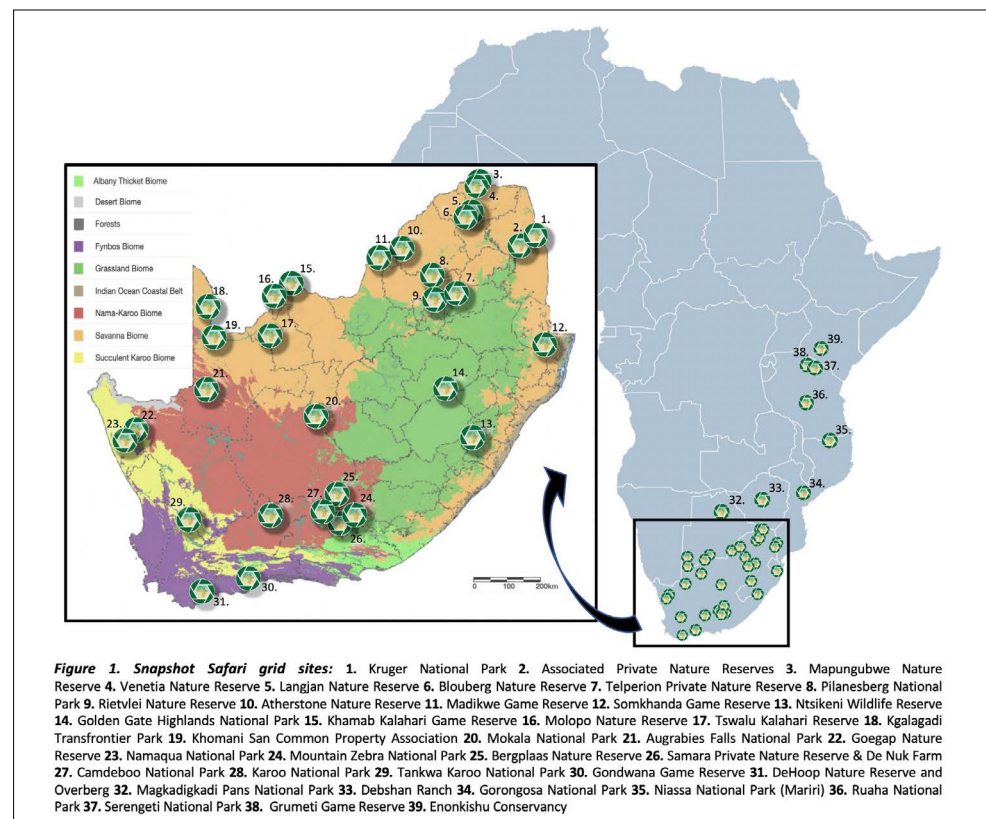 Albany Thicket Biome
Desert Biome
Forests
Fynbos Biome
Grassland Biome
Indian Ocean Coastal Belt
Nama-Karoo Biome
Savanna Biome
Succulent Karoo Biome
3.
4.
5.
6.
1.
2.
10.
11.
8.
7.
9.
15.
16.
18.
17.
19.
12.
21.
14.
20.
22.
23.
13.
25.
27.
24.
28.
29.
26.
30.
31.
0 100 200km
39.
38.
37.
36.
35.
34.
33.
32.
Figure 1. Snapshot Safari grid sites: 1. Kruger National Park 2. Associated Private Nature Reserves 3. Mapungubwe Nature
Reserve 4. Venetia Nature Reserve 5. Langjan Nature Reserve 6. Blouberg Nature Reserve 7. Telperion Private Nature Reserve 8. Pilanesberg National
Park 9. Rietvlei Nature Reserve 10. Atherstone Nature Reserve 11. Madikwe Game Reserve 12. Somkhanda Game Reserve 13. Ntsikeni Wildlife Reserve
14. Golden Gate Highlands National Park 15. Khamab Kalahari Game Reserve 16. Molopo Nature Reserve 17. Tswalu Kalahari Reserve 18. Kgalagadi
Transfrontier Park 19. Khomani San Common Property Association 20. Mokala National Park 21. Augrabies Falls National Park 22. Goegap Nature
Reserve 23. Namaqua National Park 24. Mountain Zebra National Park 25. Bergplaas Nature Reserve 26. Samara Private Nature Reserve & De Nuk Farm
27. Camdeboo National Park 28. Karoo National Park 29. Tankwa Karoo National Park 30. Gondwana Game Reserve 31. DeHoop Nature Reserve and
Overberg 32. Magkadigkadi Pans National Park 33. Debshan Ranch 34. Gorongosa National Park 35. Niassa National Park (Mariri) 36. Ruaha National
Park 37. Serengeti National Park 38. Grumeti Game Reserve 39. Enonkishu Conservancy